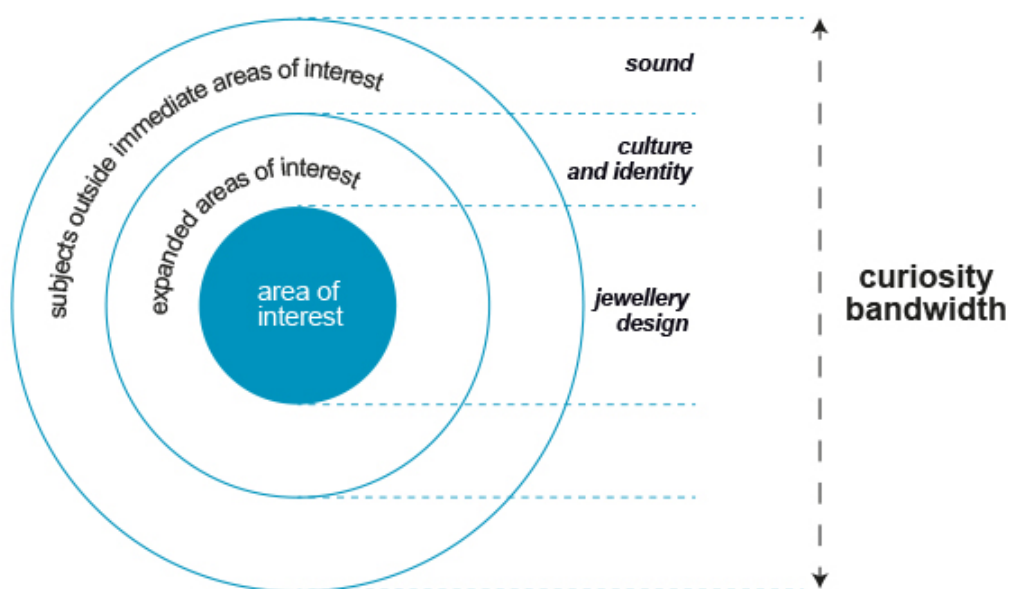 subjects outside immediate areas of interest
expanded areas of interest
area of
interest
sound
culture
and identity
jewellery
design
curiosity
bandwidth